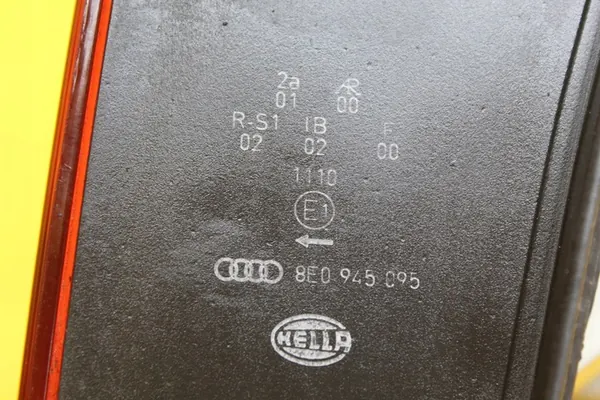 2a AR
01 00
R-S1 IB F
02 02 00
1110
E1
8E0 945 095
HELLA